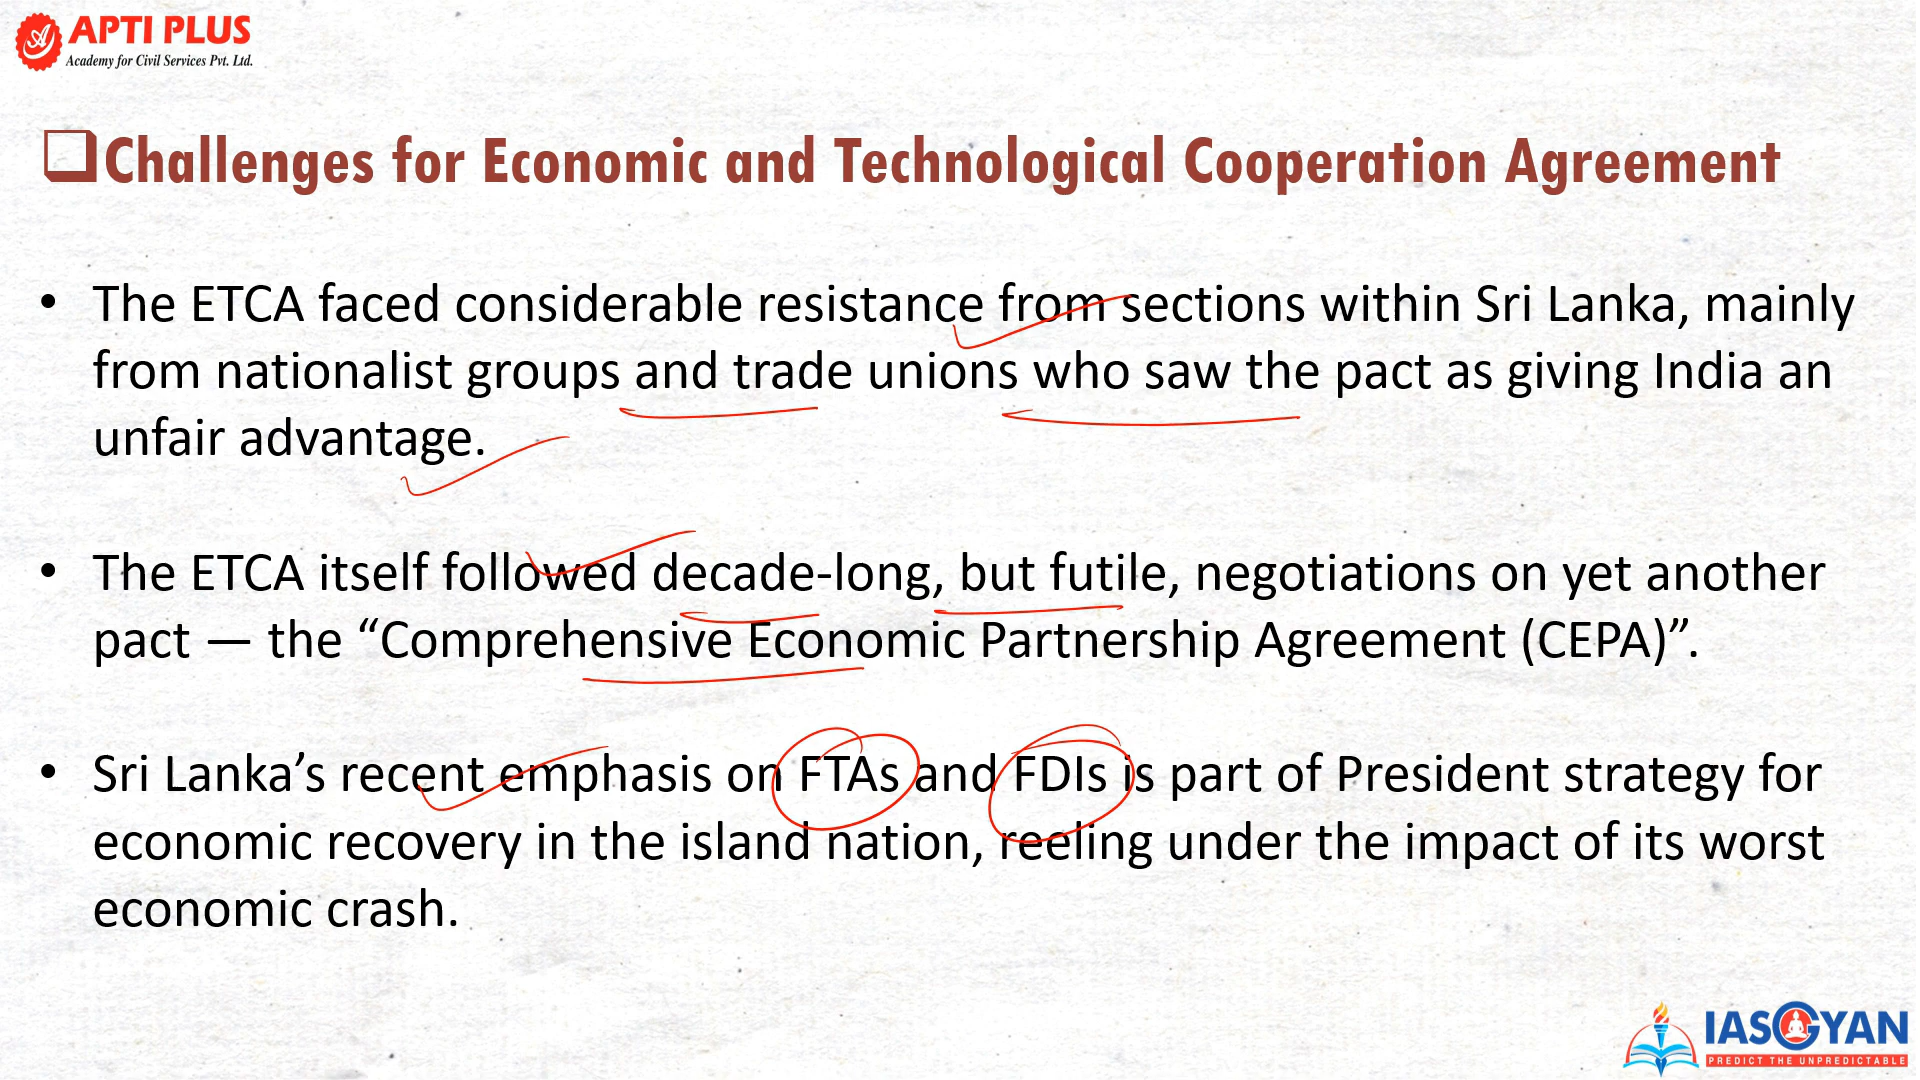 APTI PLUS
Academy for Civil Services Pvt. Ltd.
Challenges for Economic and Technological Cooperation Agreement
• The ETCA faced considerable resistance from sections within Sri Lanka, mainly
from nationalist groups and trade unions who saw the pact as giving India an
unfair advantage.
• The ETCA itself followed decade-long, but futile, negotiations on yet another
pact — the “Comprehensive Economic Partnership Agreement (CEPA)”.
• Sri Lanka’s recent emphasis on FTAs and FDIs is part of President strategy for
economic recovery in the island nation, reeling under the impact of its worst
economic crash.
IASGYAN
PREDICT THE UNPREDICTABLE